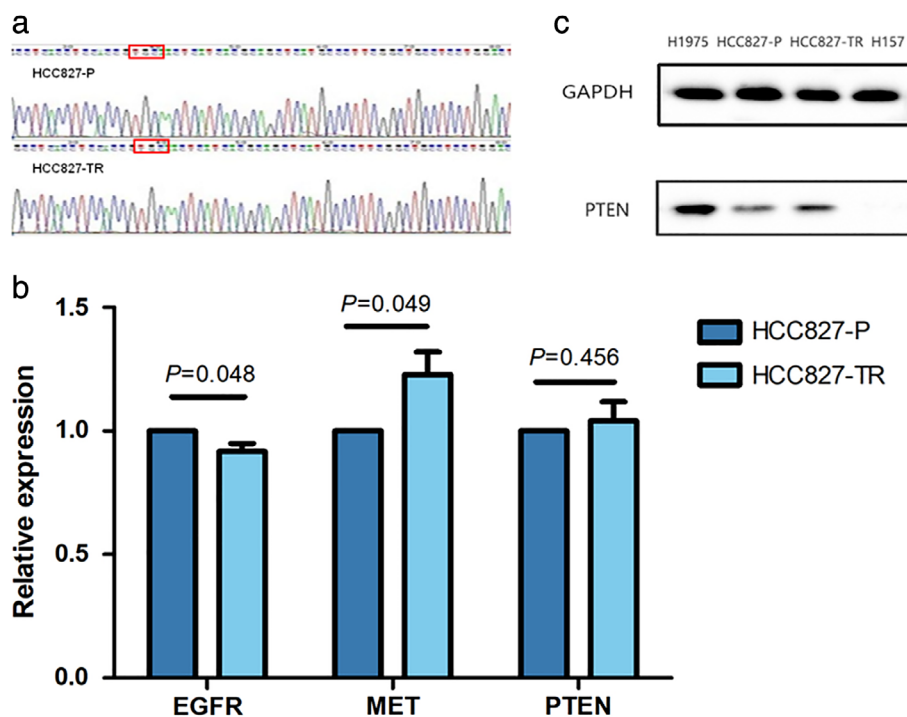 a
HCC827-P
HCC827-TR
c
H1975 HCC827-P HCC827-TR H157
GAPDH
PTEN
b
Relative expression
1.5
1.0
0.5
0.0
P=0.048
P=0.049
P=0.456
EGFR MET PTEN
HCC827-P
HCC827-TR